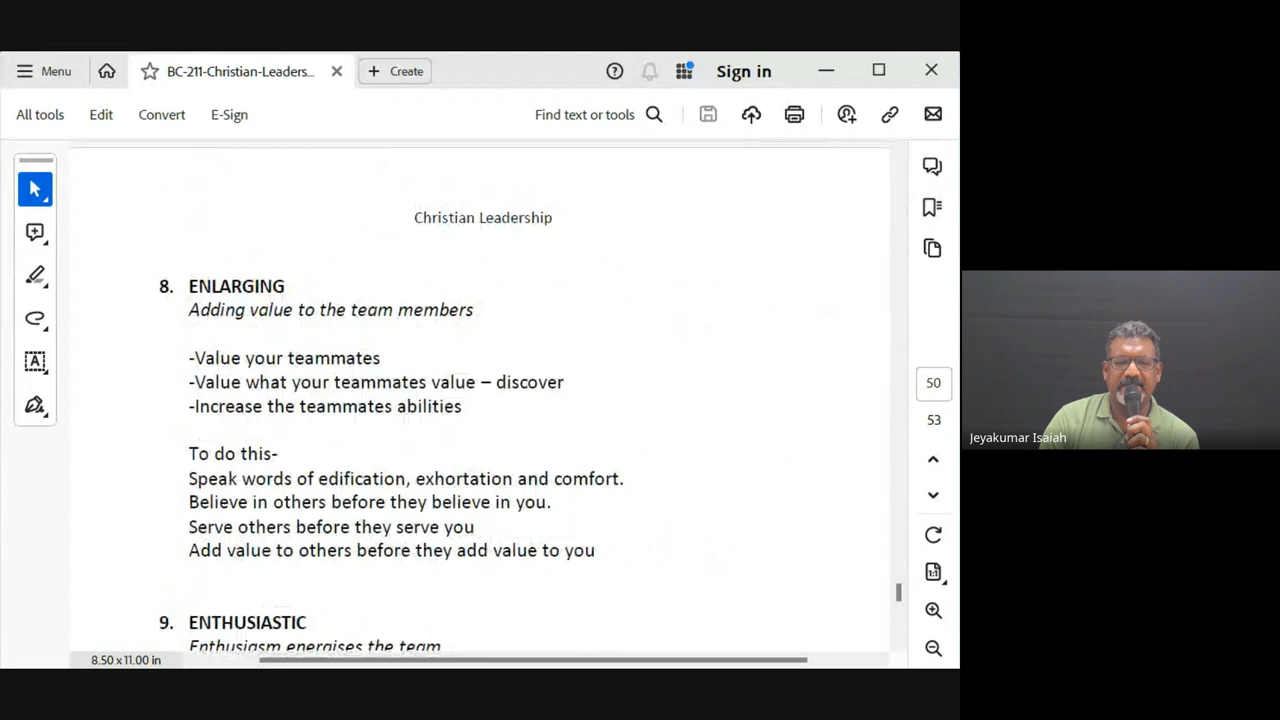 Menu
BC-211-Christian-Leaders...
Create
Sign in
All tools
Edit
Convert
E-Sign
Find text or tools
Christian Leadership
8. ENLARGING
Adding value to the team members
-Value your teammates
-Value what your teammates value – discover
-Increase the teammates abilities
To do this-
Speak words of edification, exhortation and comfort.
Believe in others before they believe in you.
Serve others before they serve you
Add value to others before they add value to you
9. ENTHUSIASTIC
Enthusiasm energises the team
8.50 x 11.00 in
50
53
Jeyakumar Isaiah